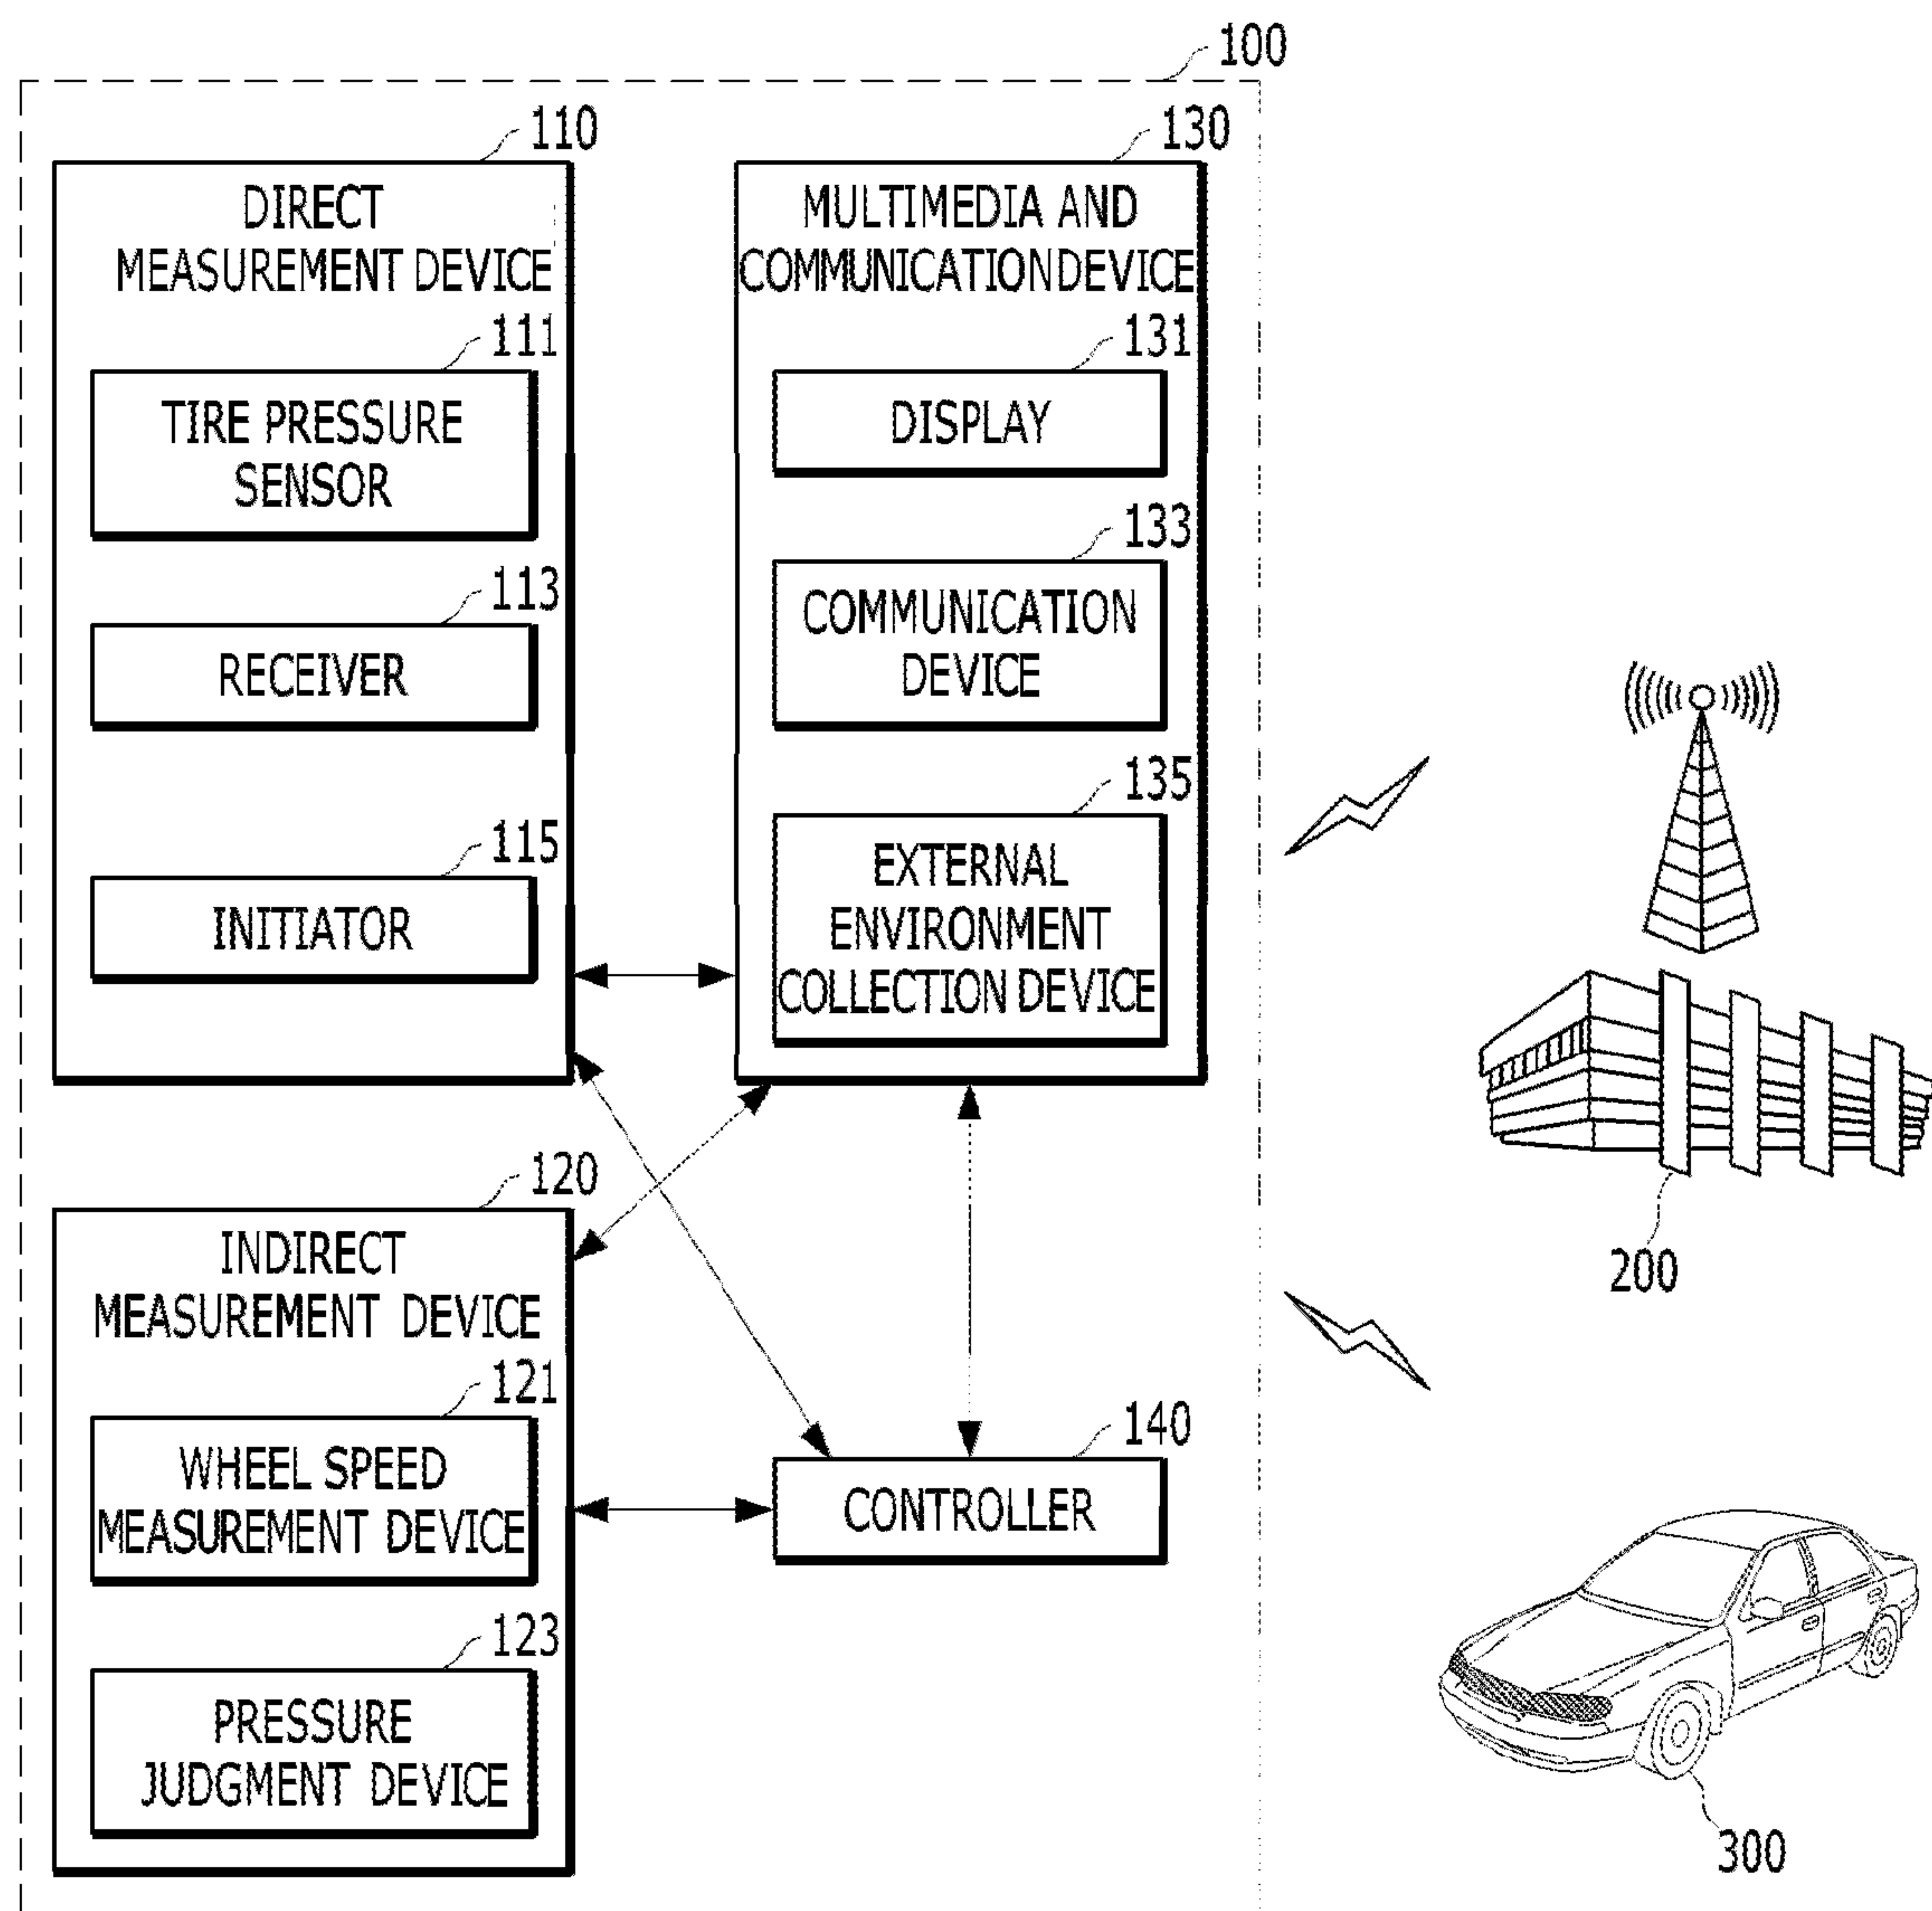 100
110
DIRECT
MEASUREMENT DEVICE
111
TIRE PRESSURE
SENSOR
113
RECEIVER
115
INITIATOR
130
MULTIMEDIA AND
COMMUNICATION DEVICE
131
DISPLAY
133
COMMUNICATION
DEVICE
135
EXTERNAL
ENVIRONMENT
COLLECTION DEVICE
120
INDIRECT
MEASUREMENT DEVICE
121
WHEEL SPEED
MEASUREMENT DEVICE
123
PRESSURE
JUDGMENT DEVICE
140
CONTROLLER
200
300